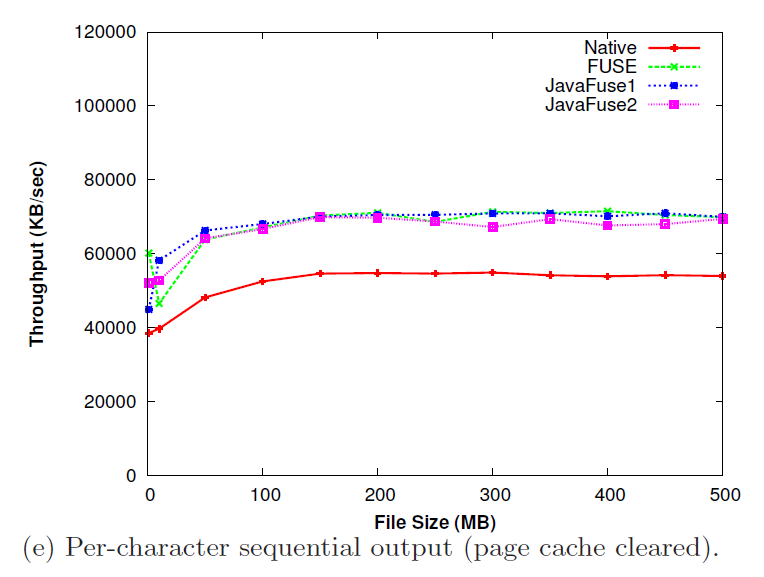 120000
100000
80000
60000
40000
20000
0
Throughput (KB/sec)
Native
FUSE
JavaFuse1
JavaFuse2
0 100 200 300 400 500
File Size (MB)
(e) Per-character sequential output (page cache cleared).